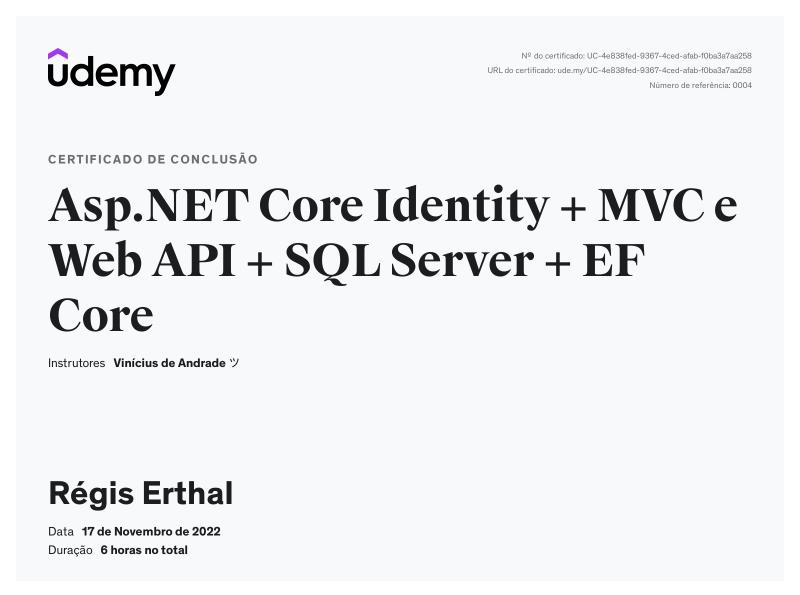 udemy
Nº do certificado: UC-4e838fed-9367-4ced-afab-f0ba3a7aa258
URL do certificado: ude.my/UC-4e838fed-9367-4ced-afab-f0ba3a7aa258
Número de referência: 0004
CERTIFICADO DE CONCLUSÃO
Asp.NET Core Identity + MVC e
Web API + SQL Server + EF
Core
Instrutores Vinícius de Andrade ツ
Régis Erthal
Data 17 de Novembro de 2022
Duração 6 horas no total